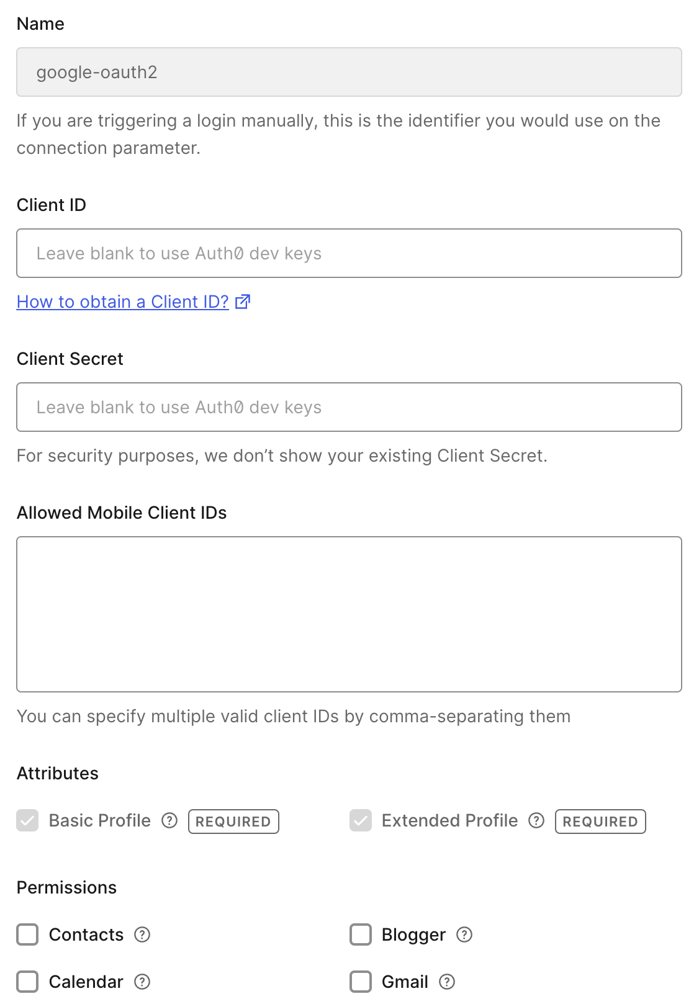 Name
google-oauth2
If you are triggering a login manually, this is the identifier you would use on the
connection parameter.
Client ID
Leave blank to use Auth0 dev keys
How to obtain a Client ID?
Client Secret
Leave blank to use Auth0 dev keys
For security purposes, we don’t show your existing Client Secret.
Allowed Mobile Client IDs
You can specify multiple valid client IDs by comma-separating them
Attributes
Basic Profile ? REQUIRED Extended Profile ? REQUIRED
Permissions
Contacts ? Blogger ?
Calendar ? Gmail ?